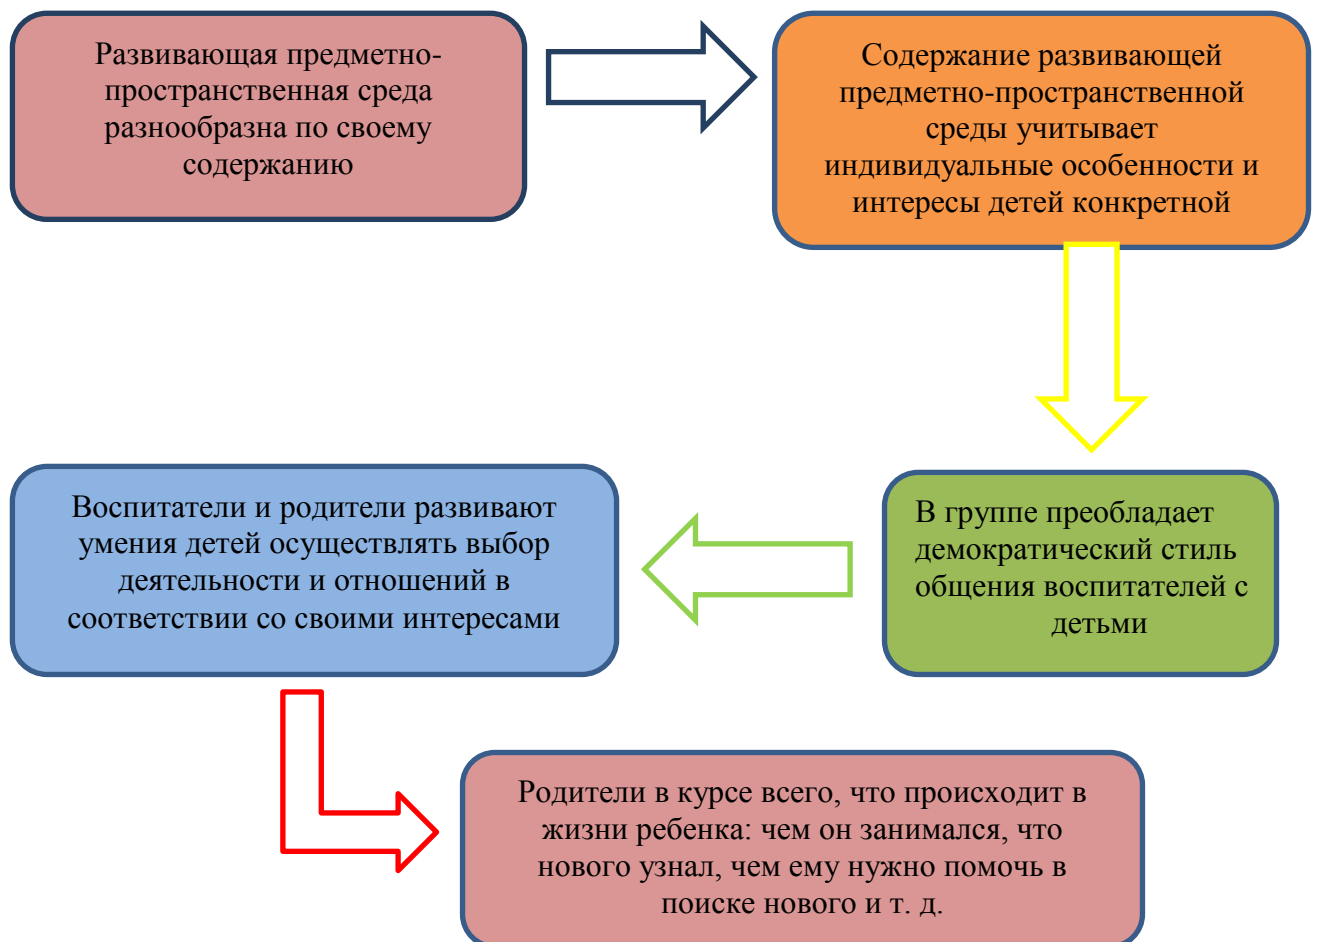 Развивающая предметно-
пространственная среда
разнообразна по своему
содержанию
Содержание развивающей
предметно-пространственной
среды учитывает
индивидуальные особенности и
интересы детей конкретной
В группе преобладает
демократический стиль
общения воспитателей с
детьми
Воспитатели и родители развивают
умения детей осуществлять выбор
деятельности и отношений в
соответствии со своими интересами
Родители в курсе всего, что происходит в
жизни ребенка: чем он занимался, что
нового узнал, чем ему нужно помочь в
поиске нового и т. д.